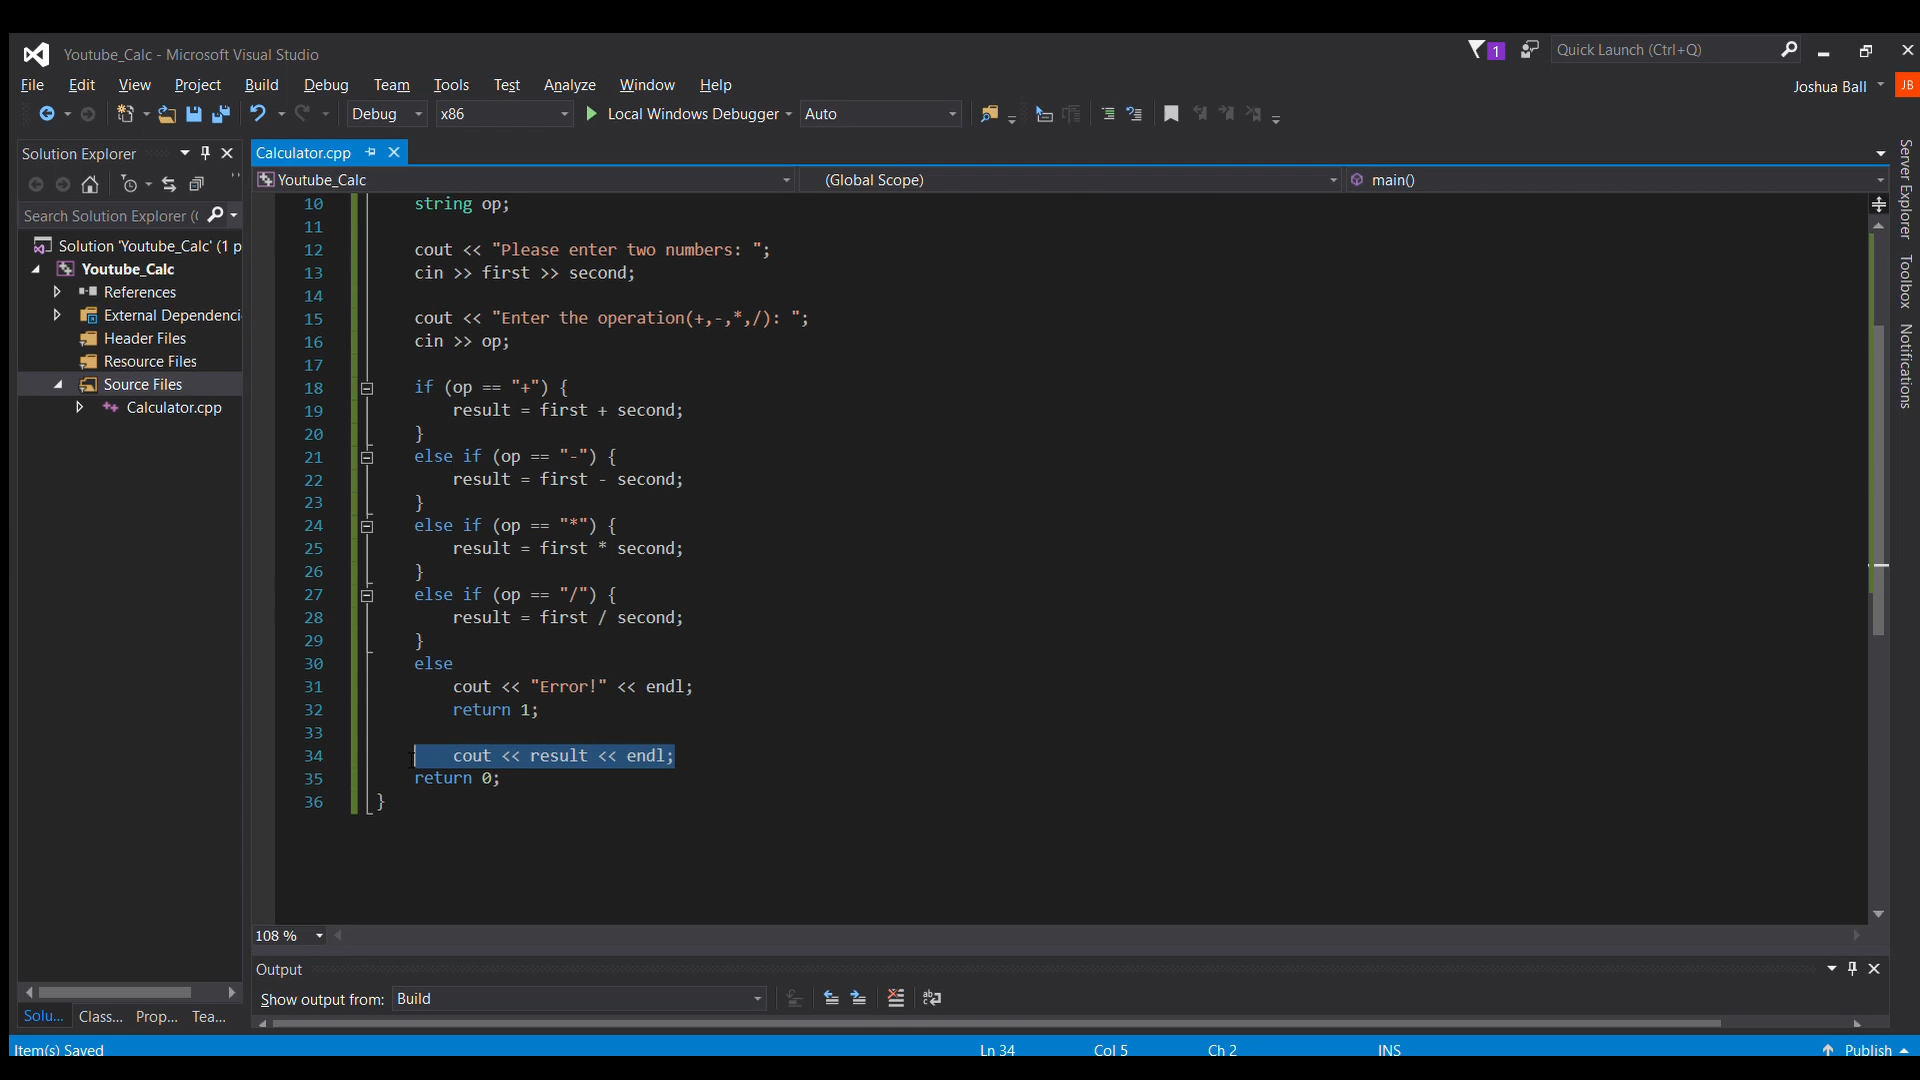 Youtube_Calc - Microsoft Visual Studio
1
Quick Launch (Ctrl+Q)
File Edit View Project Build Debug Team Tools Test Analyze Window Help
Joshua Ball
JB
Debug x86 Local Windows Debugger Auto
Solution Explorer
Search Solution Explorer (
Solution 'Youtube_Calc' (1 p
Youtube_Calc
References
External Dependenci
Header Files
Resource Files
Source Files
Calculator.cpp
Solu... Class... Prop... Tea...
Calculator.cpp
Youtube_Calc (Global Scope) main()
10 string op;
11
12 cout << "Please enter two numbers: ";
13 cin >> first >> second;
14
15 cout << "Enter the operation(+,-,*,/): ";
16 cin >> op;
17
18 if (op == "+") {
19 result = first + second;
20 }
21 else if (op == "-") {
22 result = first - second;
23 }
24 else if (op == "*") {
25 result = first * second;
26 }
27 else if (op == "/") {
28 result = first / second;
29 }
30 else
31 cout << "Error!" << endl;
32 return 1;
33
34 cout << result << endl;
35 return 0;
36 }
108 %
Output
Show output from: Build
Server Explorer
Toolbox
Notifications
Item(s) Saved Ln 34 Col 5 Ch 2 INS Publish